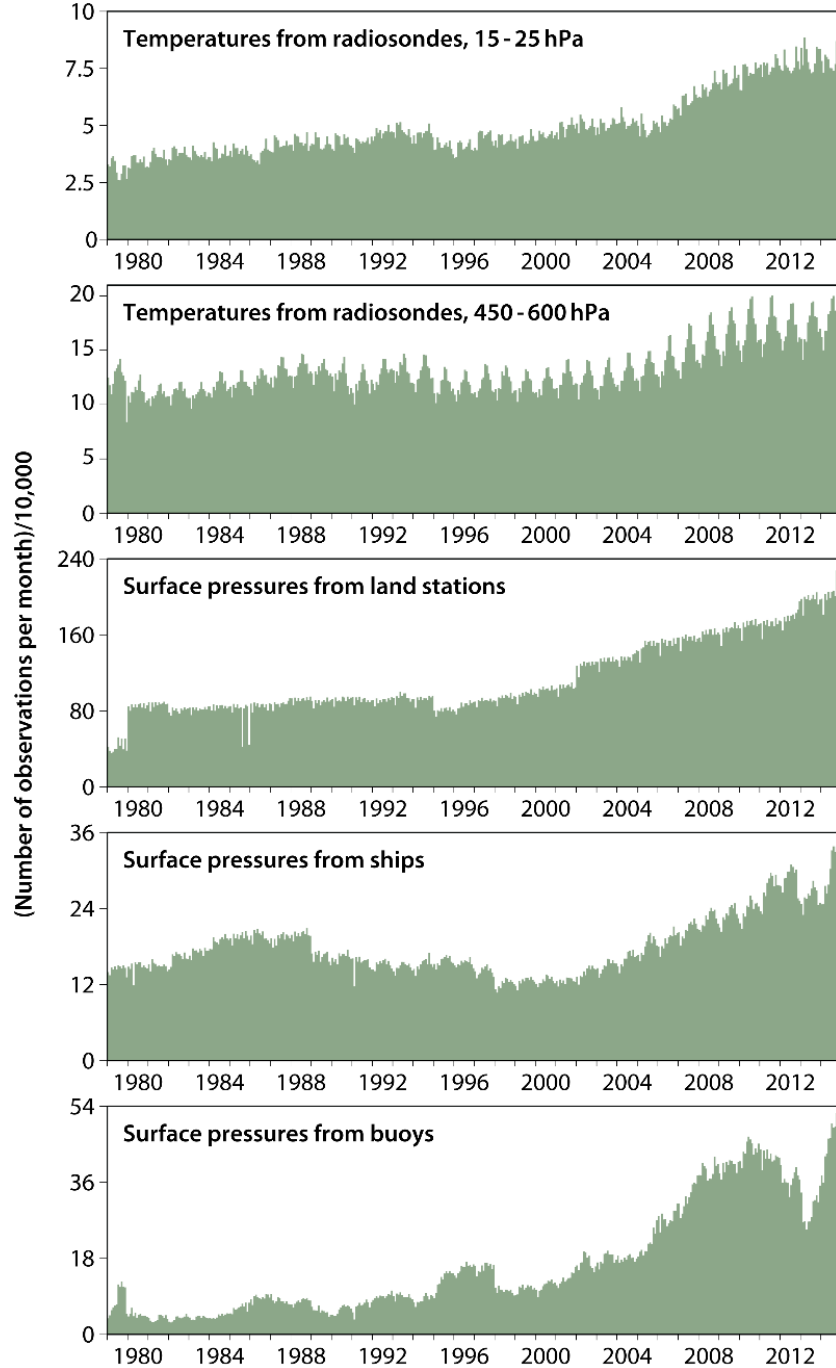 (Number of observations per month)/10,000
Temperatures from radiosondes, 15 - 25 hPa
10
7.5
5
2.5
0
1980 1984 1988 1992 1996 2000 2004 2008 2012
Temperatures from radiosondes, 450 - 600 hPa
20
15
10
5
0
1980 1984 1988 1992 1996 2000 2004 2008 2012
Surface pressures from land stations
240
160
80
0
1980 1984 1988 1992 1996 2000 2004 2008 2012
Surface pressures from ships
36
24
12
0
1980 1984 1988 1992 1996 2000 2004 2008 2012
Surface pressures from buoys
54
36
18
0
1980 1984 1988 1992 1996 2000 2004 2008 2012